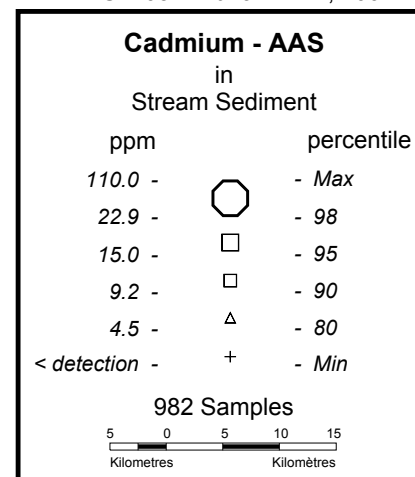 Cadmium - AAS
in
Stream Sediment
ppm percentile
110.0 - - Max
22.9 - - 98
15.0 - - 95
9.2 - - 90
4.5 - - 80
< detection - - Min
982 Samples
5 0 5 10 15
Kilometres Kilomètres